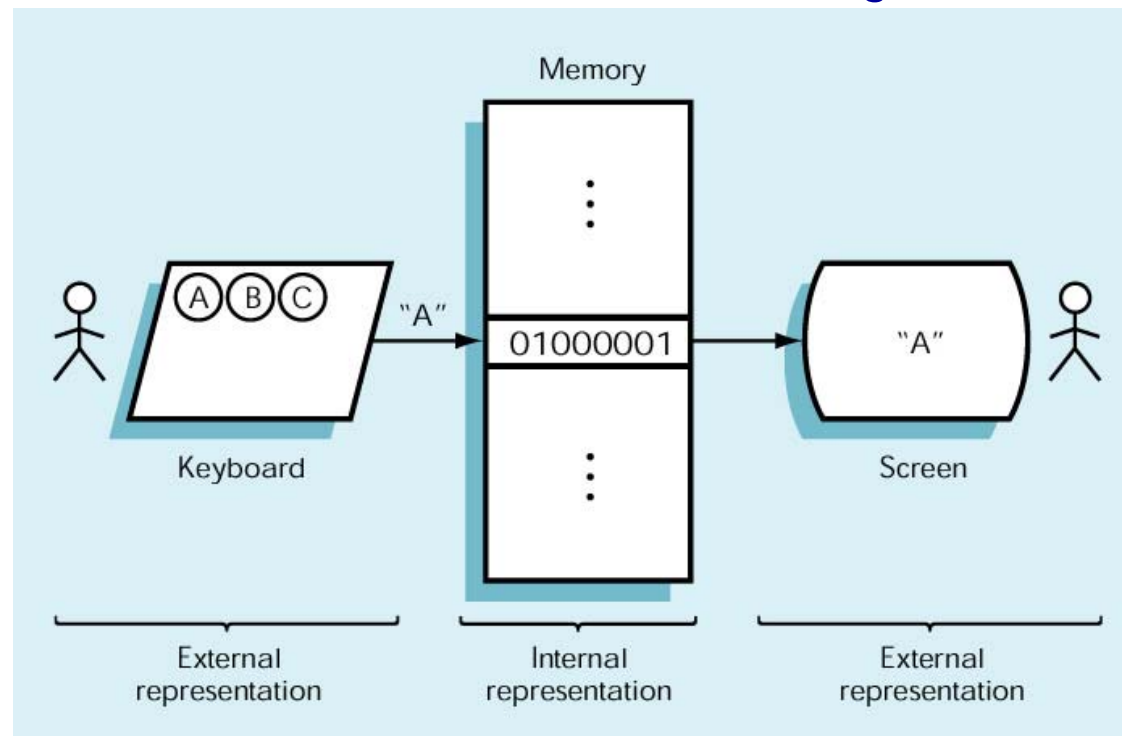 Memory
A B C
“A”
01000001
“A”
Keyboard
Screen
External
representation
Internal
representation
External
representation